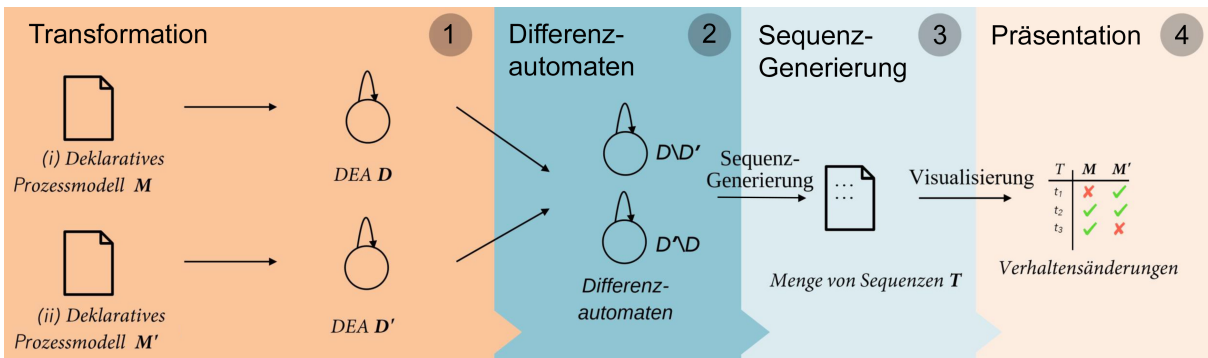 Transformation
1
(i) Deklaratives
Prozessmodell M
DEA D
(ii) Deklaratives
Prozessmodell M'
DEA D'
Differenz-
automaten
2
D\D'
D'\D
Differenz-
automaten
Sequenz-
Generierung
3
Sequenz-
Generierung
...
...
Menge von Sequenzen T
Visualisierung
Präsentation
4
T M M'
t1 ✘ ✓
t2 ✓ ✓
t3 ✓ ✘
Verhaltensänderungen